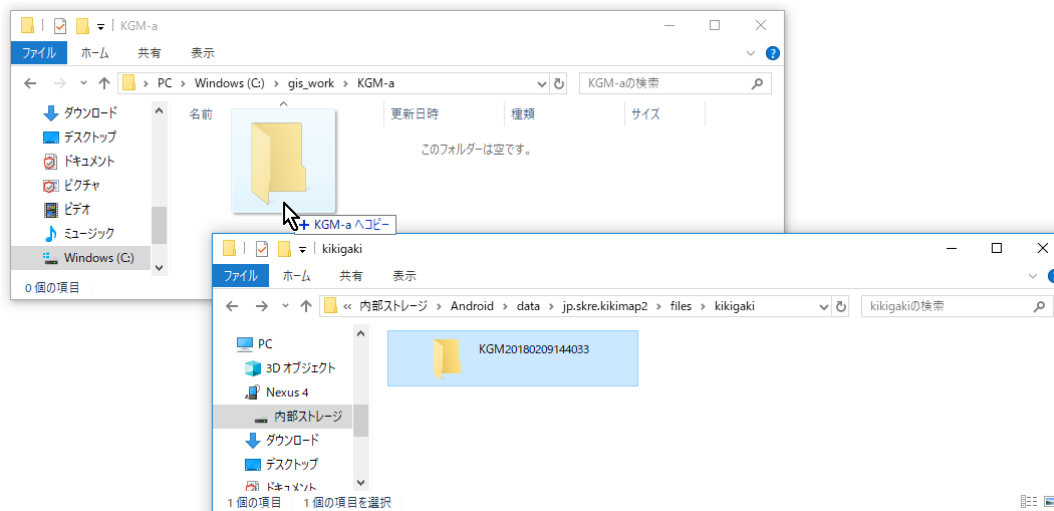 KGM-a
ファイル ホーム 共有 表示
PC › Windows (C:) › gis_work › KGM-a
KGM-aの検索
ダウンロード
デスクトップ
ドキュメント
ピクチャ
ビデオ
ミュージック
Windows (C:)
名前 更新日時 種類 サイズ
このフォルダーは空です。
+ KGM-a へコピー
0 個の項目
kikigaki
ファイル ホーム 共有 表示
« 内部ストレージ › Android › data › jp.skre.kikimap2 › files › kikigaki
kikigakiの検索
PC
3D オブジェクト
Nexus 4
内部ストレージ
ダウンロード
デスクトップ
ドキュメント
KGM20180209144033
1 個の項目 1 個の項目を選択